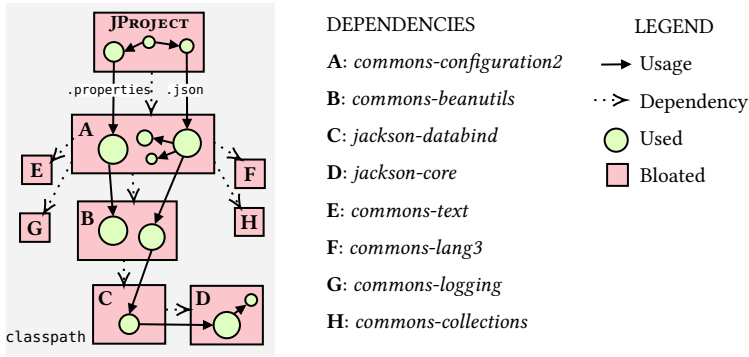 JPROJECT
.properties .json
A
E
F
G
B
H
C
D
classpath
DEPENDENCIES
A: commons-configuration2
B: commons-beanutils
C: jackson-databind
D: jackson-core
E: commons-text
F: commons-lang3
G: commons-logging
H: commons-collections
LEGEND
Usage
Dependency
Used
Bloated